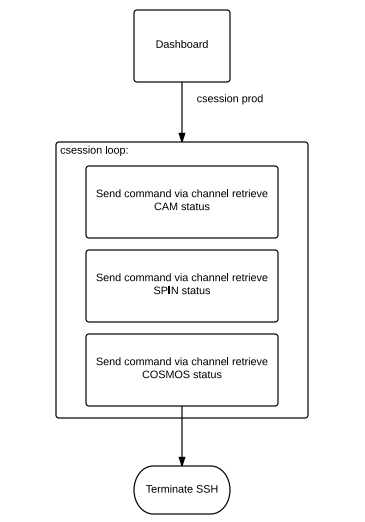 Dashboard
csession prod
csession loop:
Send command via channel retrieve
CAM status
Send command via channel retrieve
SPIN status
Send command via channel retrieve
COSMOS status
Terminate SSH